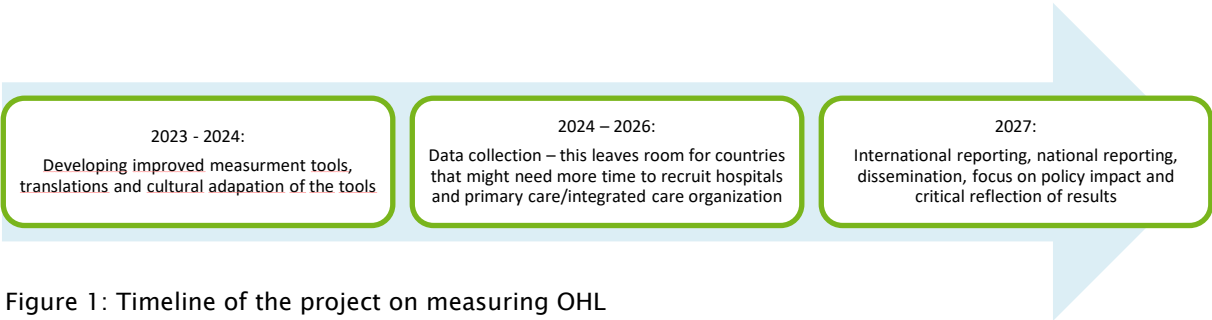 2023 - 2024:
Developing improved measurment tools,
translations and cultural adapation of the tools
2024 – 2026:
Data collection – this leaves room for countries
that might need more time to recruit hospitals
and primary care/integrated care organization
2027:
International reporting, national reporting,
dissemination, focus on policy impact and
critical reflection of results
Figure 1: Timeline of the project on measuring OHL